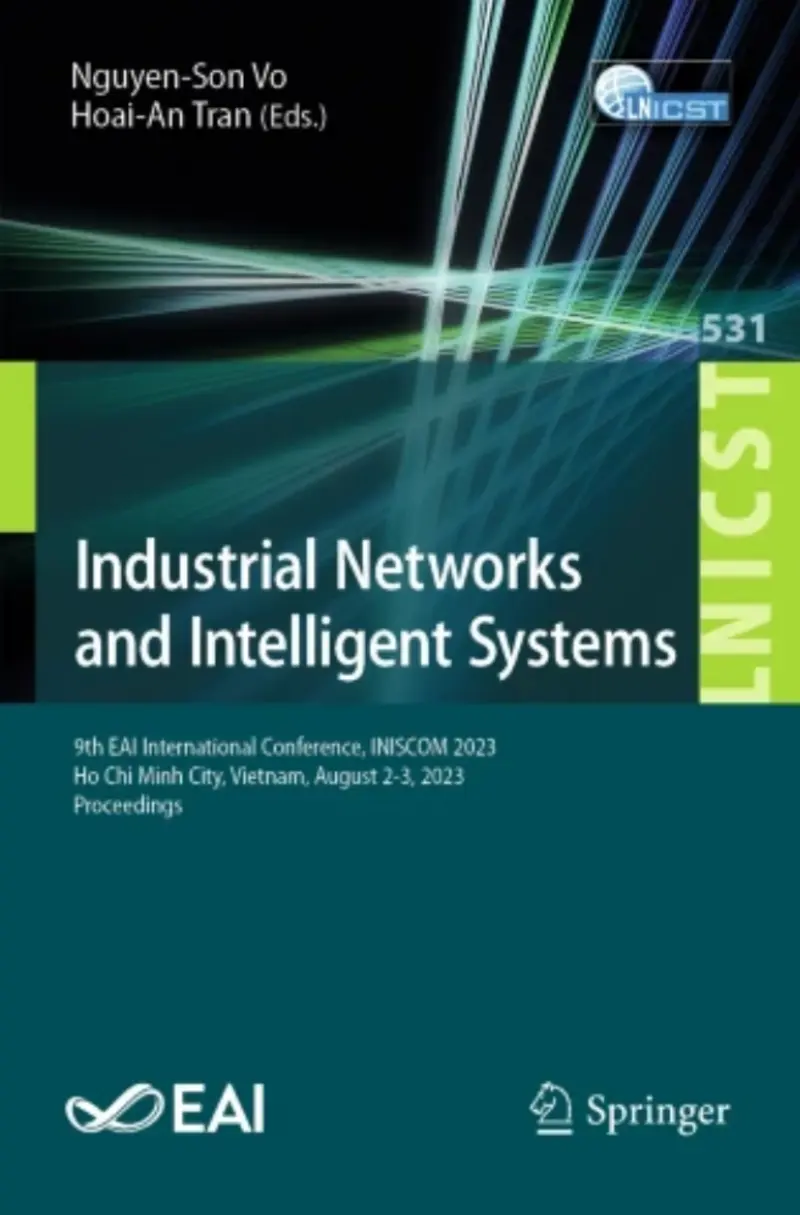 Nguyen-Son Vo
Hoai-An Tran (Eds.)
LNICST
531
LNICST
Industrial Networks
and Intelligent Systems
9th EAI International Conference, INISCOM 2023
Ho Chi Minh City, Vietnam, August 2-3, 2023
Proceedings
EAI
Springer